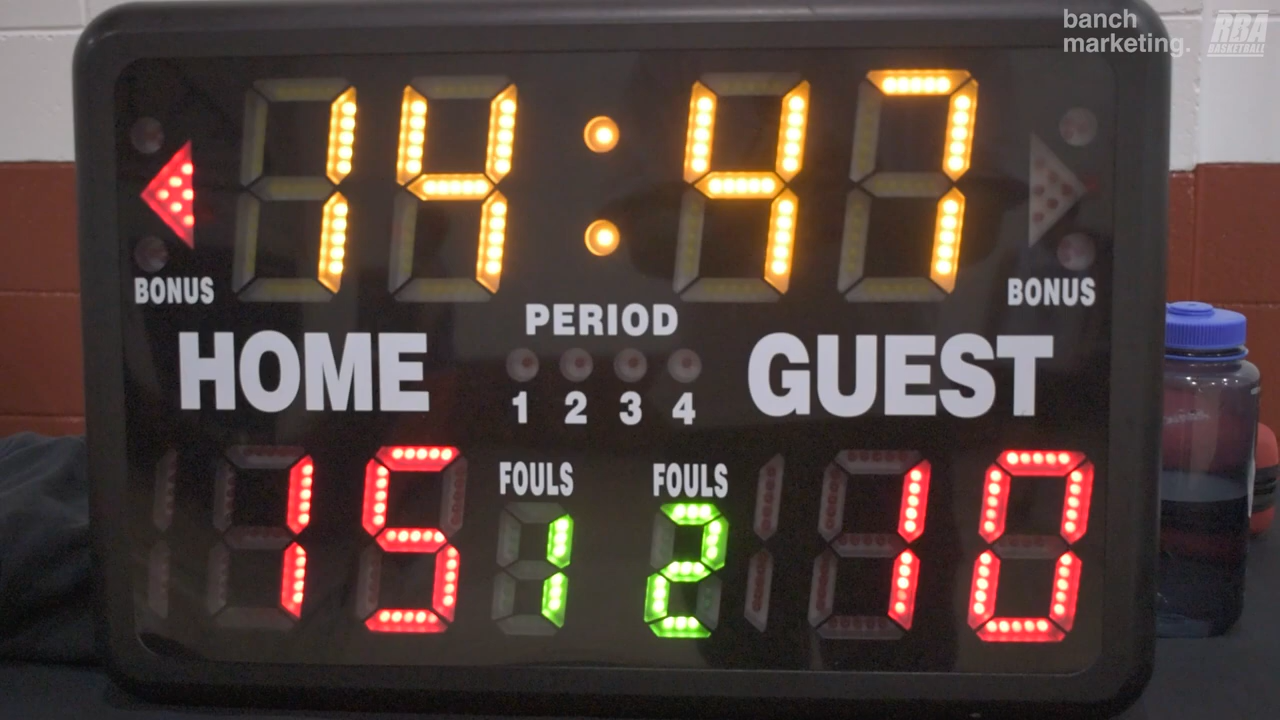 banch
marketing.
RBA
BASKETBALL
14:47
BONUS
BONUS
PERIOD
HOME
GUEST
1 2 3 4
FOULS
FOULS
15
1
2
10